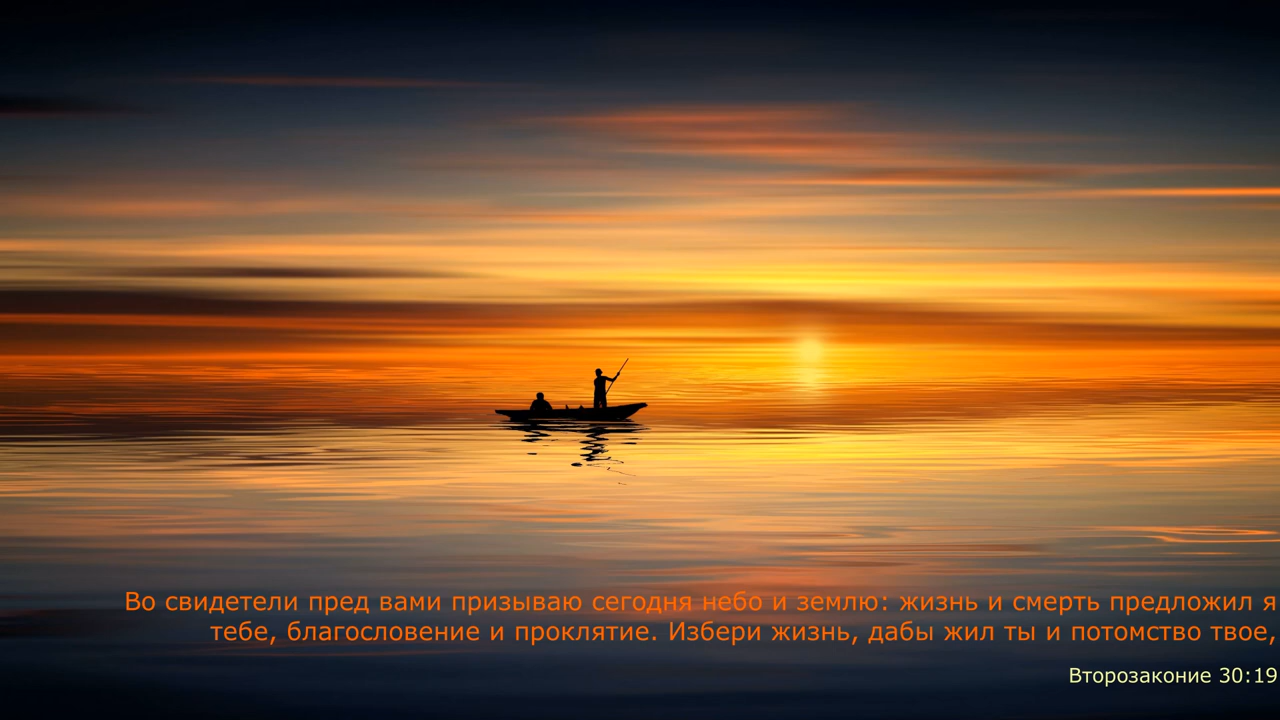 Во свидетели пред вами призываю сегодня небо и землю: жизнь и смерть предложил я
тебе, благословение и проклятие. Избери жизнь, дабы жил ты и потомство твое,
Второзаконие 30:19